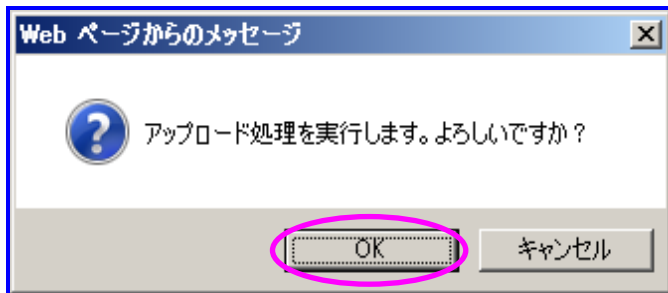 Web ページからのメッセージ
アップロード処理を実行します。よろしいですか？
OK
キャンセル